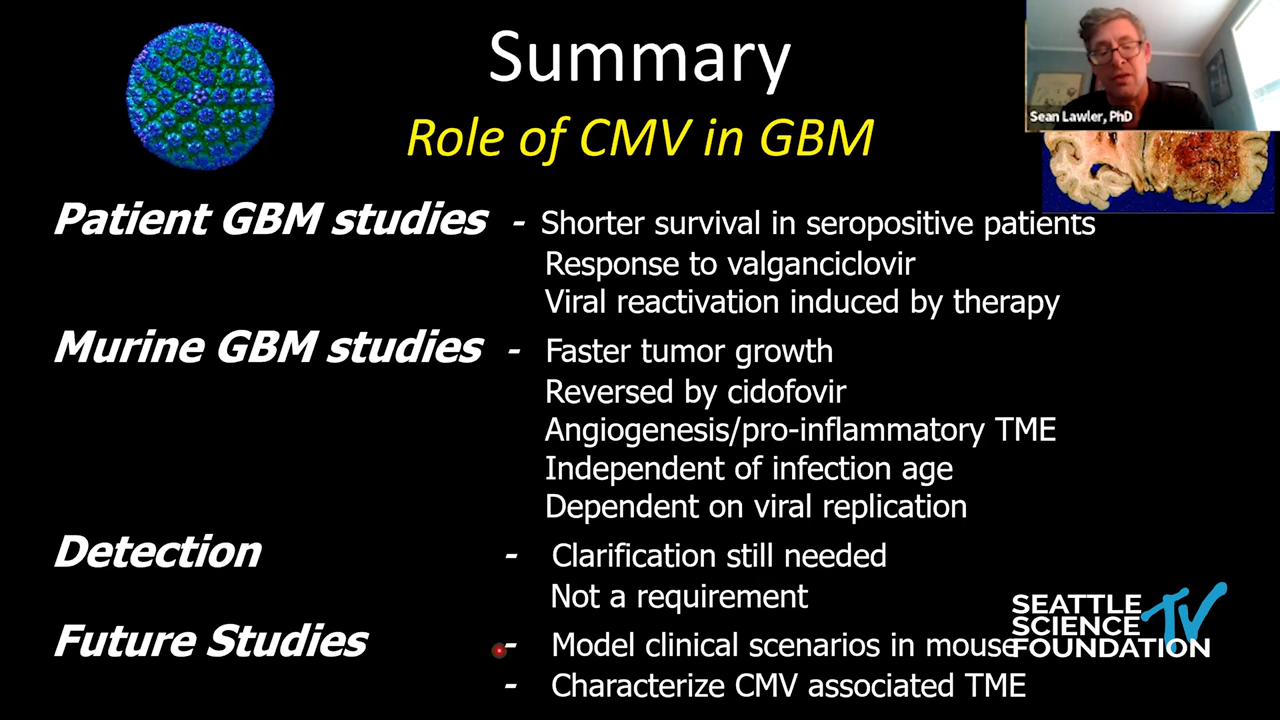 Summary
Role of CMV in GBM
Sean Lawler, PhD
Patient GBM studies - Shorter survival in seropositive patients
Response to valganciclovir
Viral reactivation induced by therapy
Murine GBM studies - Faster tumor growth
Reversed by cidofovir
Angiogenesis/pro-inflammatory TME
Independent of infection age
Dependent on viral replication
Detection - Clarification still needed
Not a requirement
Future Studies - Model clinical scenarios in mouse
- Characterize CMV associated TME
SEATTLE
SCIENCE TV
FOUNDATION